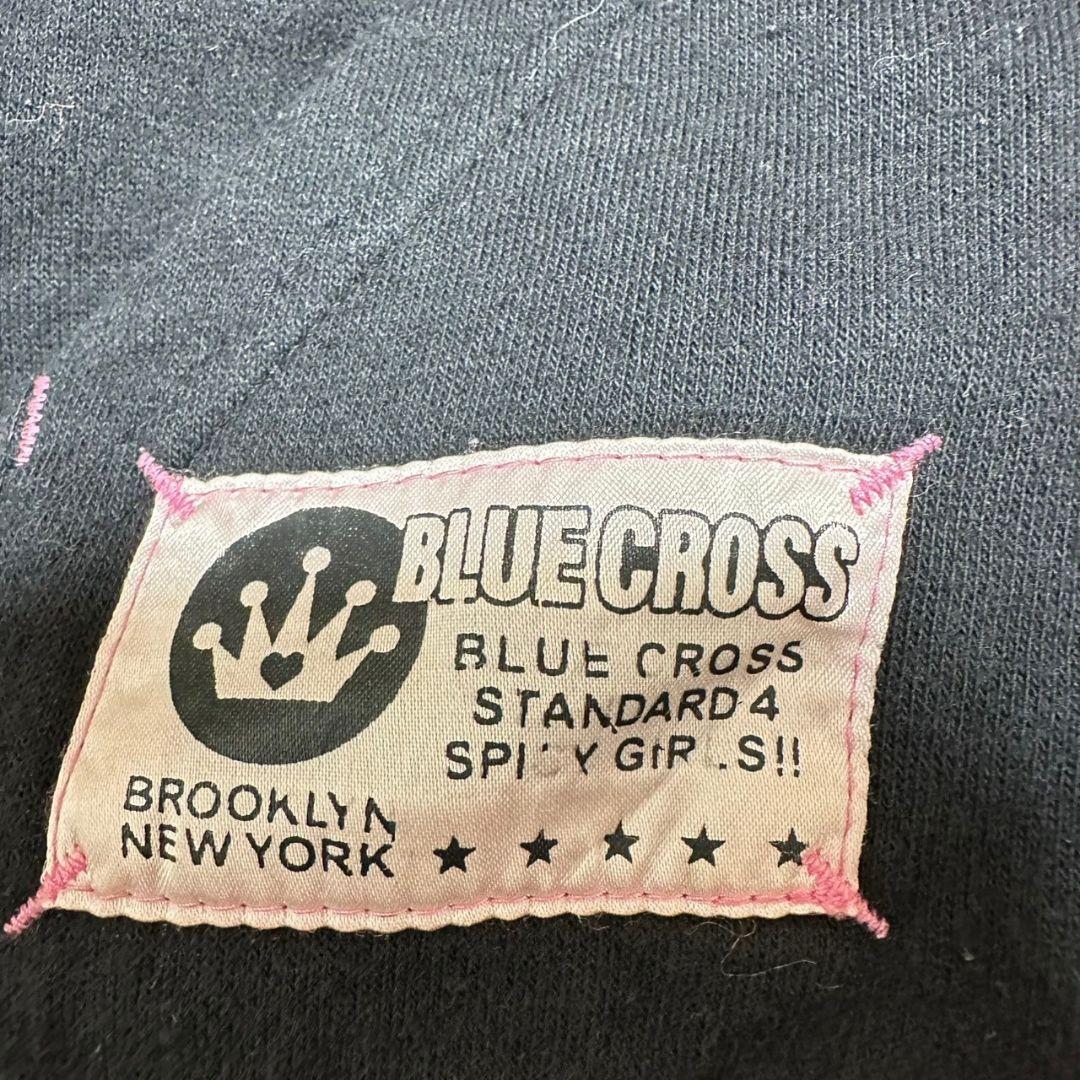 BLUE CROSS
BLUE CROSS
STANDARD 4
SPICY GIRLS!!
BROOKLYN
NEW YORK